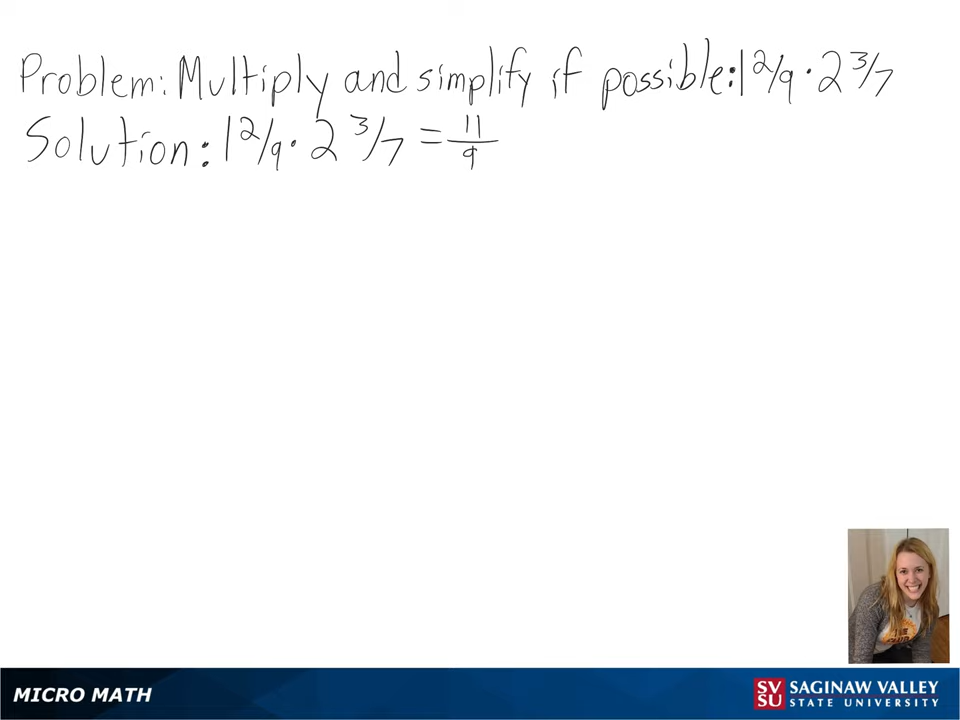 Problem: Multiply and simplify if possible: 1 2/9 · 2 3/7
Solution: 1 2/9 · 2 3/7 = 11/9
MICRO MATH
SVSU SAGINAW VALLEY
STATE UNIVERSITY